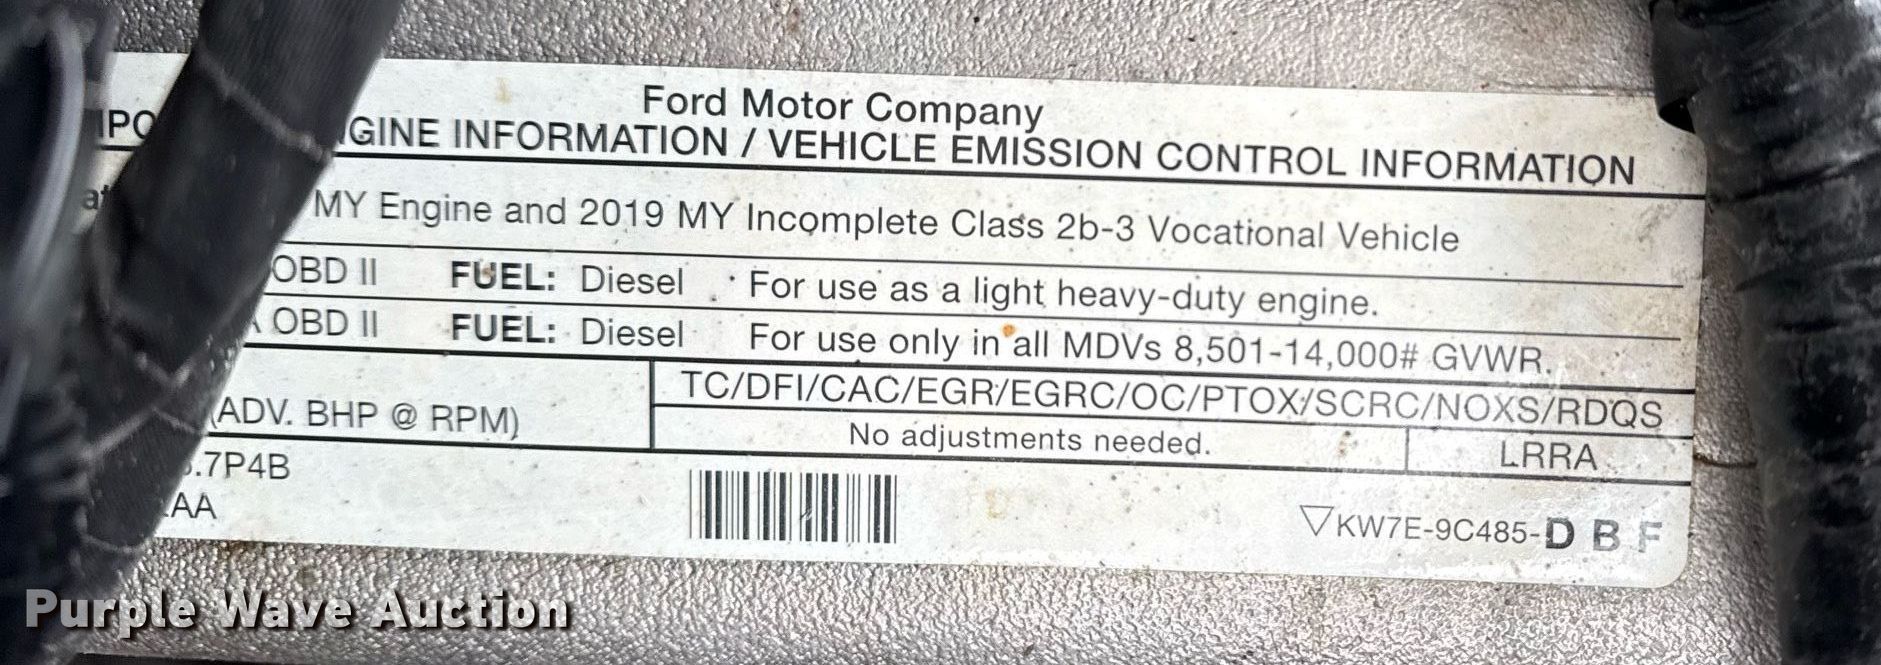 Ford Motor Company
GINE INFORMATION / VEHICLE EMISSION CONTROL INFORMATION
MY Engine and 2019 MY Incomplete Class 2b-3 Vocational Vehicle
OBD II FUEL: Diesel For use as a light heavy-duty engine.
OBD II FUEL: Diesel For use only in all MDVs 8,501-14,000# GVWR.
TC/DFI/CAC/EGR/EGRC/OC/PTOX/SCRC/NOXS/RDQS
(ADV. BHP @ RPM)
No adjustments needed. LRRA
.7P4B
AA
▽KW7E-9C485-D B F
Purple Wave Auction